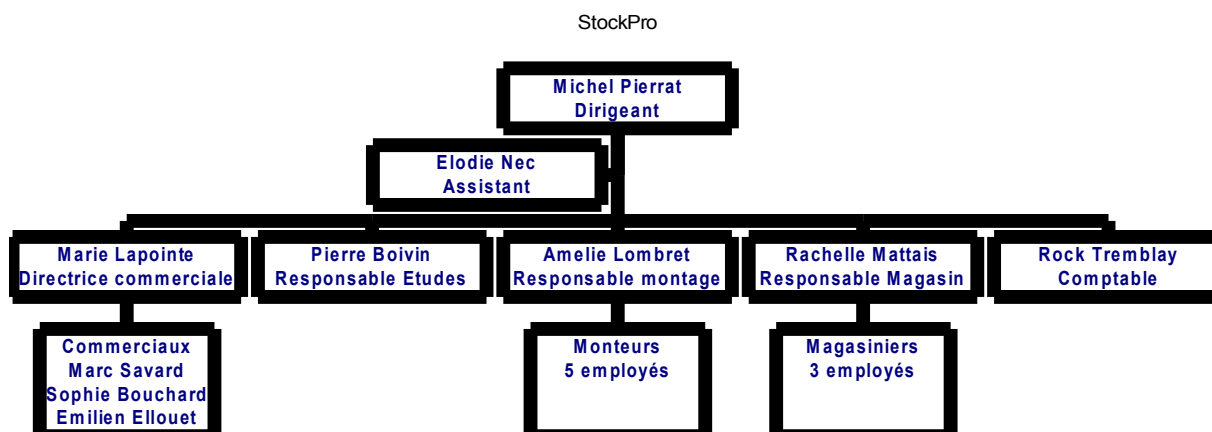 StockPro
Michel Pierrat
Dirigeant
Elodie Nec
Assistant
Marie Lapointe
Directrice commerciale
Pierre Boivin
Responsable Etudes
Amelie Lombret
Responsable montage
Rachelle Mattais
Responsable Magasin
Rock Tremblay
Comptable
Commerciaux
Marc Savard
Sophie Bouchard
Emilien Ellouet
Monteurs
5 employés
Magasiniers
3 employés